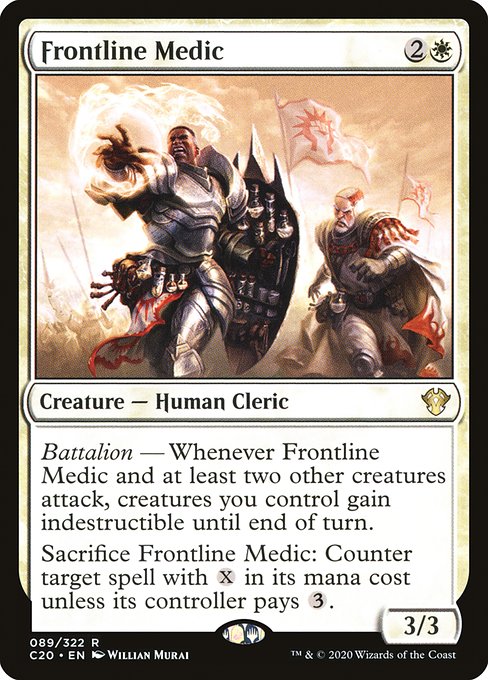 Frontline Medic 2
Creature — Human Cleric
Battalion — Whenever Frontline
Medic and at least two other creatures
attack, creatures you control gain
indestructible until end of turn.
Sacrifice Frontline Medic: Counter
target spell with X in its mana cost
unless its controller pays 3.
3/3
089/322 R
C20 • EN Willian Murai
™ & © 2020 Wizards of the Coast